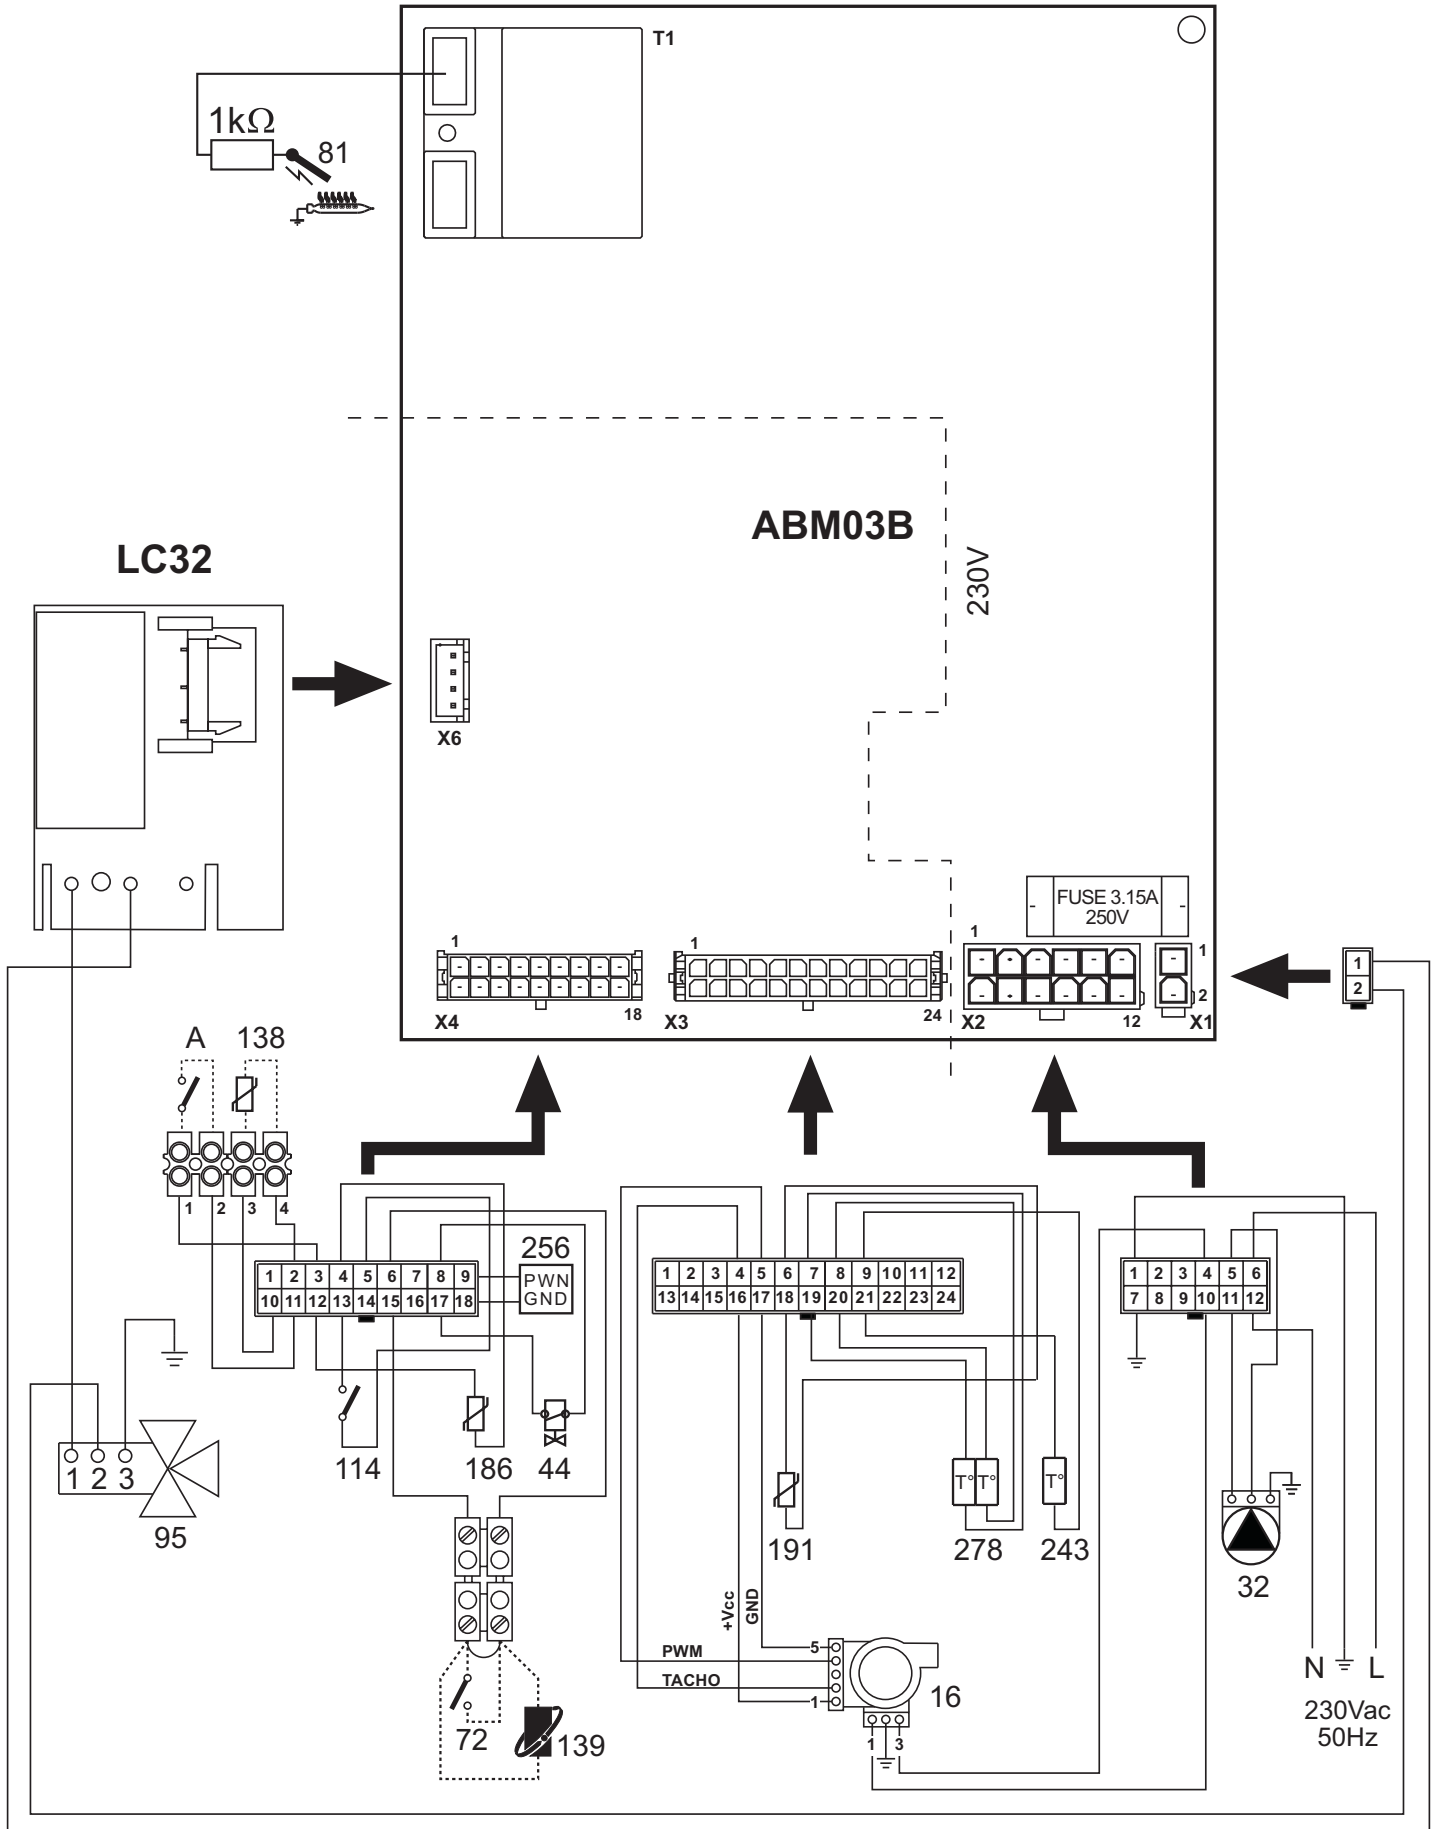 T1
1kΩ
81
ABM03B
230V
LC32
X6
FUSE 3.15A
250V
1
1
1
1
2
18
24
12
X4
X3
X2
X1
1
2
A
138
1
2
3
4
256
PWN
GND
1 2 3 4 5 6 7 8 9
10 11 12 13 14 15 16 17 18
1 2 3 4 5 6 7 8 9 10 11 12
13 14 15 16 17 18 19 20 21 22 23 24
1 2 3 4 5 6
7 8 9 10 11 12
114
186
44
1 2 3
95
191
278
T°
T°
243
T°
32
+Vcc
GND
PWM
TACHO
5
1
16
1
3
72
139
N
L
230Vac
50Hz